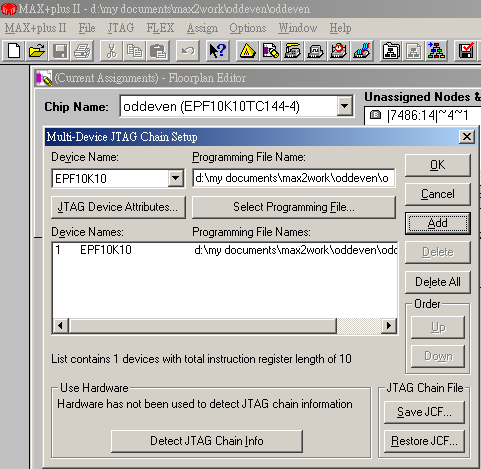 MAX+plus II - d:\my documents\max2work\oddeven\oddeven
MAX+plus II File JTAG FLEX Assign Options Window Help
(Current Assignments) - Floorplan Editor
Chip Name: oddeven (EPF10K10TC144-4)
Unassigned Nodes &
|7486:14|~4~1
Multi-Device JTAG Chain Setup
Device Name: Programming File Name:
EPF10K10 d:\my documents\max2work\oddeven\o
OK
Cancel
JTAG Device Attributes... Select Programming File...
Add
Device Names: Programming File Names:
1 EPF10K10 d:\my documents\max2work\oddeven\odd
Delete
Delete All
Order
Up
Down
List contains 1 devices with total instruction register length of 10
Use Hardware
Hardware has not been used to detect JTAG chain information
Detect JTAG Chain Info
JTAG Chain File
Save JCF...
Restore JCF...